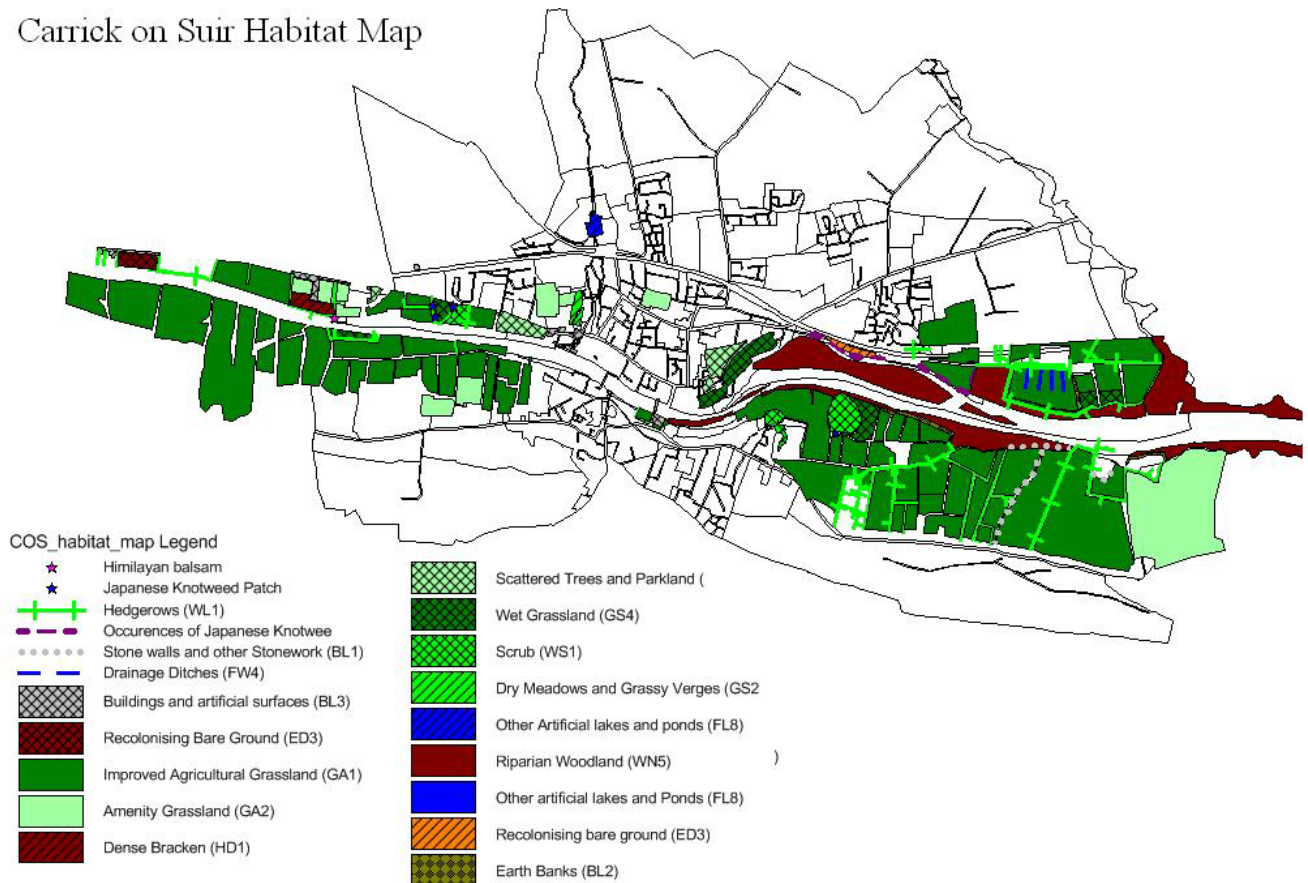 Carrick on Suir Habitat Map
COS_habitat_map Legend
Himilayan balsam
Japanese Knotweed Patch
Hedgerows (WL1)
Occurences of Japanese Knotwee
Stone walls and other Stonework (BL1)
Drainage Ditches (FW4)
Buildings and artificial surfaces (BL3)
Recolonising Bare Ground (ED3)
Improved Agricultural Grassland (GA1)
Amenity Grassland (GA2)
Dense Bracken (HD1)
Scattered Trees and Parkland (
Wet Grassland (GS4)
Scrub (WS1)
Dry Meadows and Grassy Verges (GS2
Other Artificial lakes and ponds (FL8)
Riparian Woodland (WN5) )
Other artificial lakes and Ponds (FL8)
Recolonising bare ground (ED3)
Earth Banks (BL2)